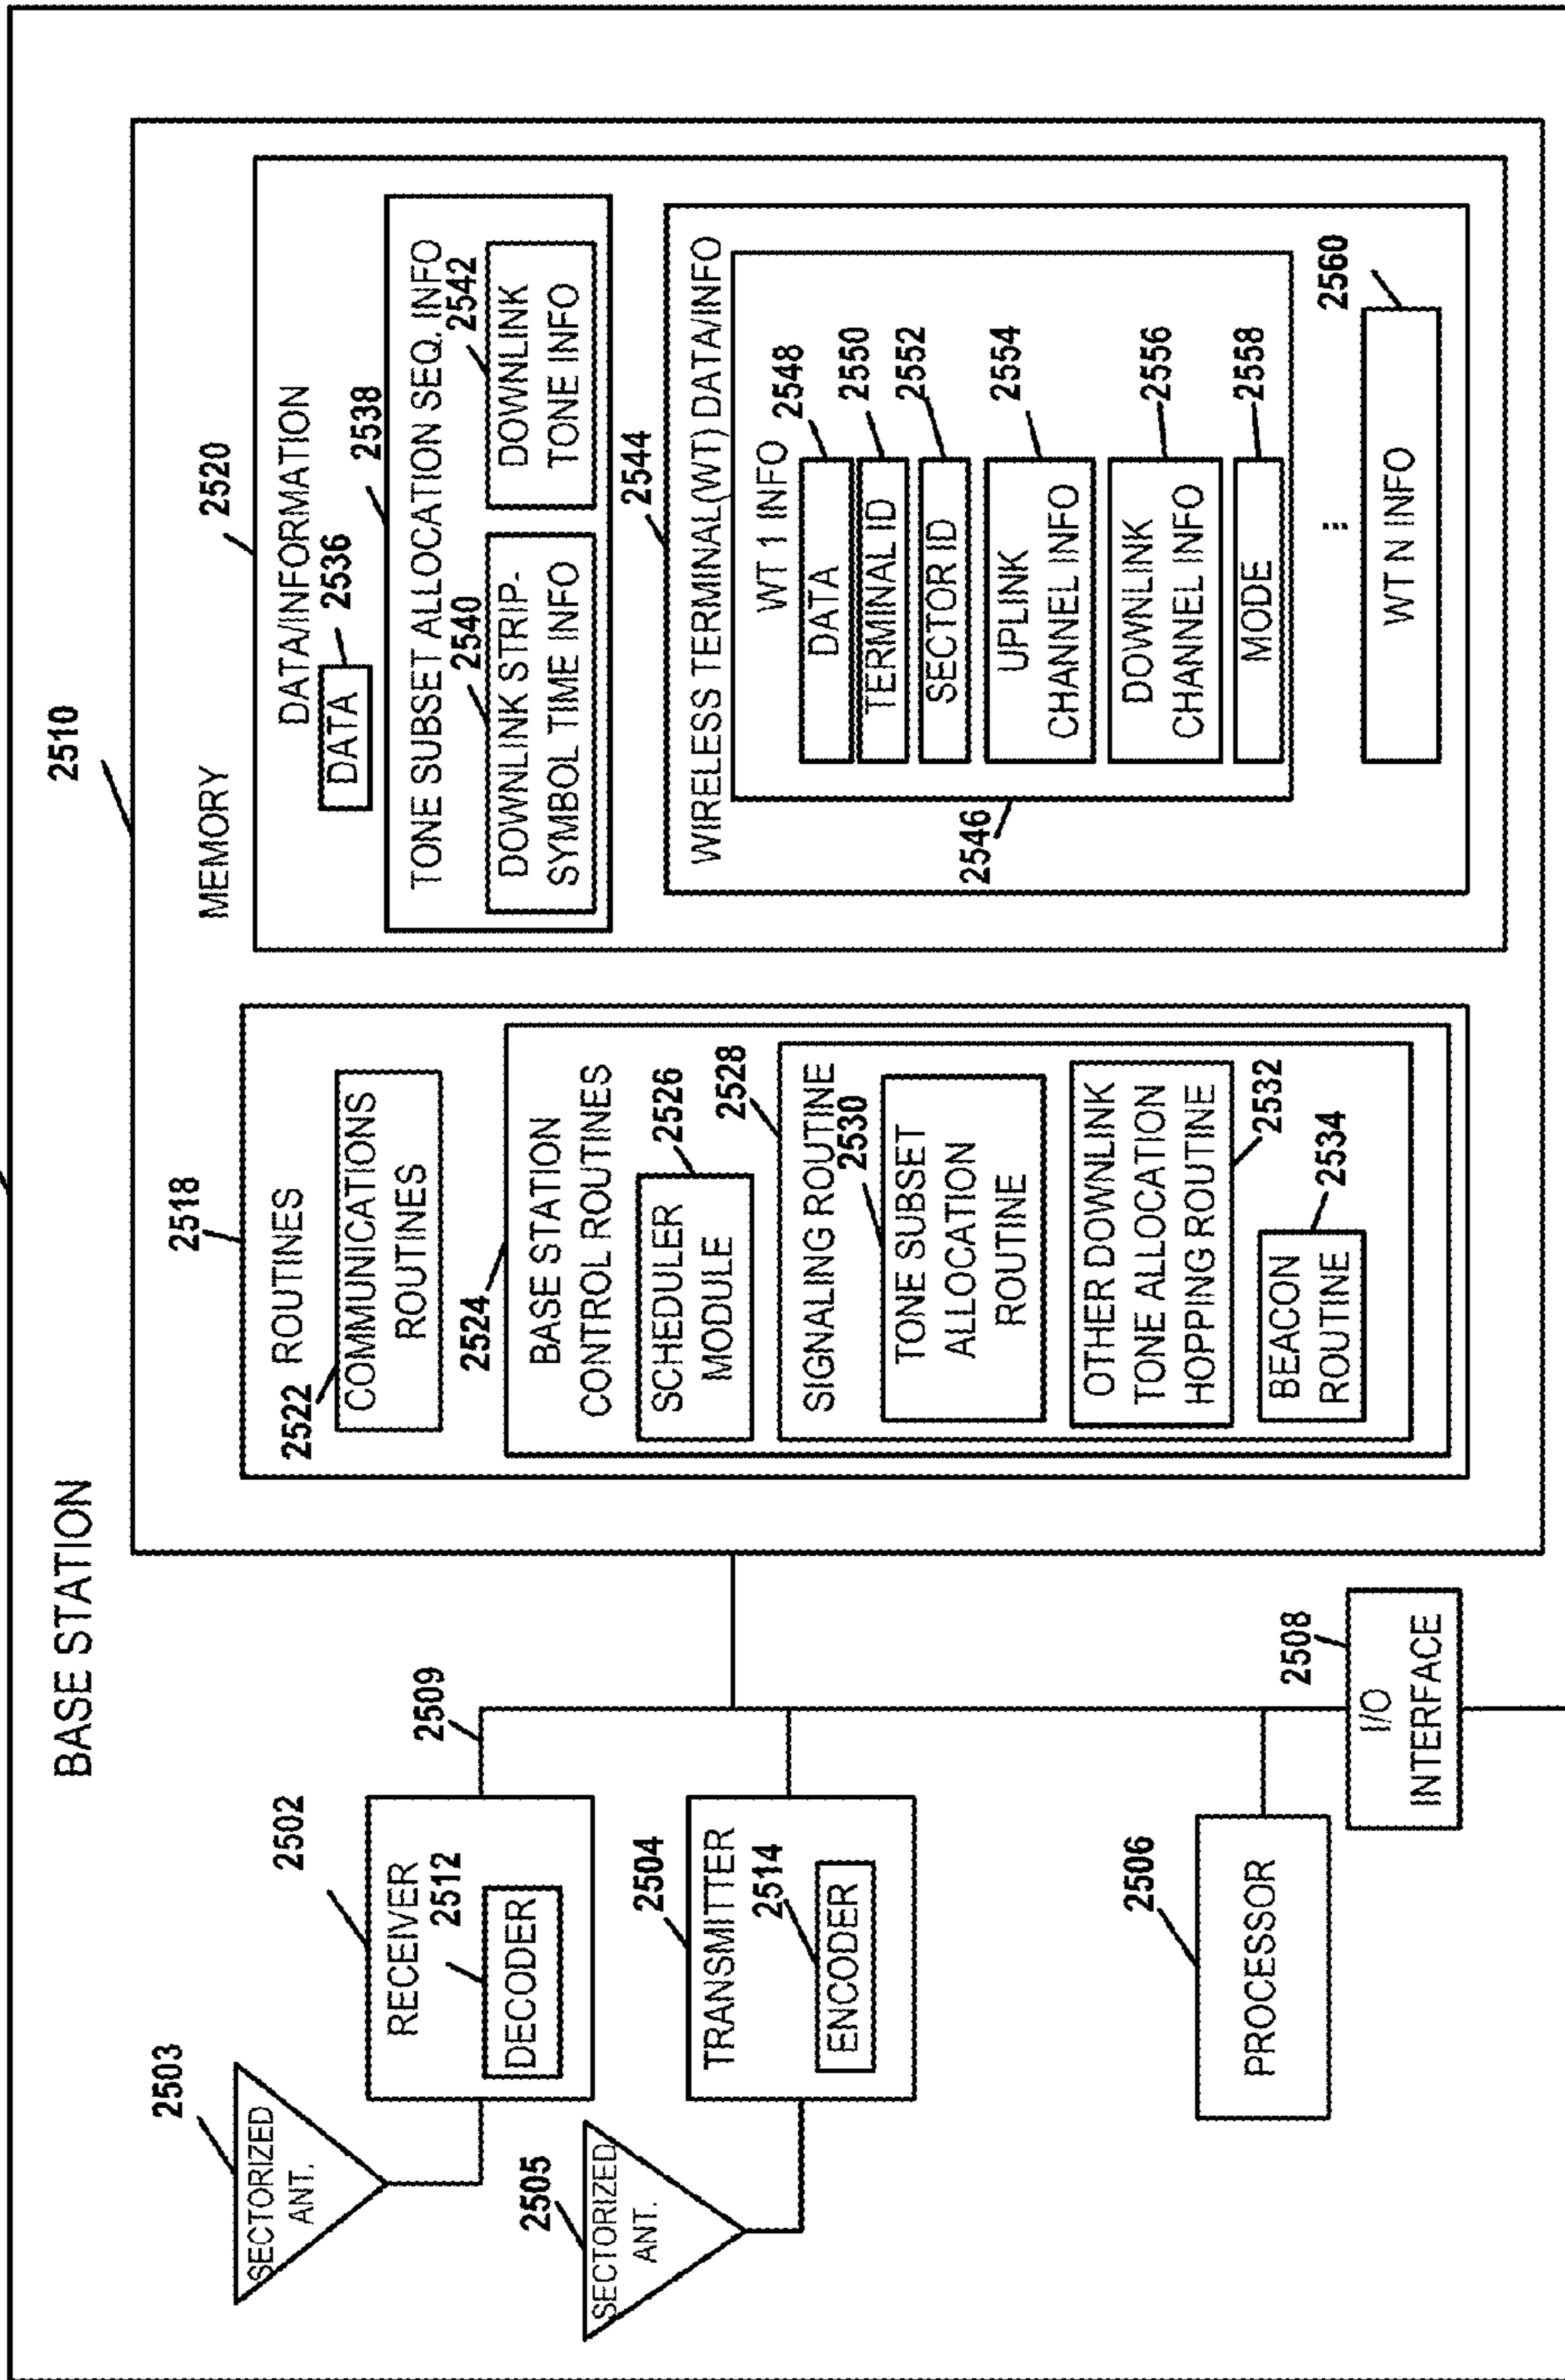 BASE STATION
2510
SECTORIZED
ANT.
2503
RECEIVER
2502
2512
DECODER
2509
SECTORIZED
ANT.
2505
TRANSMITTER
2504
2514
ENCODER
2506
PROCESSOR
2508
I/O
INTERFACE
MEMORY
2518
ROUTINES
2522
COMMUNICATIONS
ROUTINES
2524
BASE STATION
CONTROL ROUTINES
2526
SCHEDULER
MODULE
2528
SIGNALING ROUTINE
2530
TONE SUBSET
ALLOCATION
ROUTINE
OTHER DOWNLINK
TONE ALLOCATION
HOPPING ROUTINE
2532
BEACON
ROUTINE
2534
2520
DATA/INFORMATION
DATA
2536
2538
TONE SUBSET ALLOCATION SEQ. INFO
2540
DOWNLINK STRIP-
SYMBOL TIME INFO
2542
DOWNLINK
TONE INFO
2544
WIRELESS TERMINAL(WT) DATA/INFO
WT 1 INFO
DATA
2548
TERMINAL ID
2550
SECTOR ID
2552
UPLINK
CHANNEL INFO
2554
DOWNLINK
CHANNEL INFO
2556
MODE
2558
2546
...
WT N INFO
2560